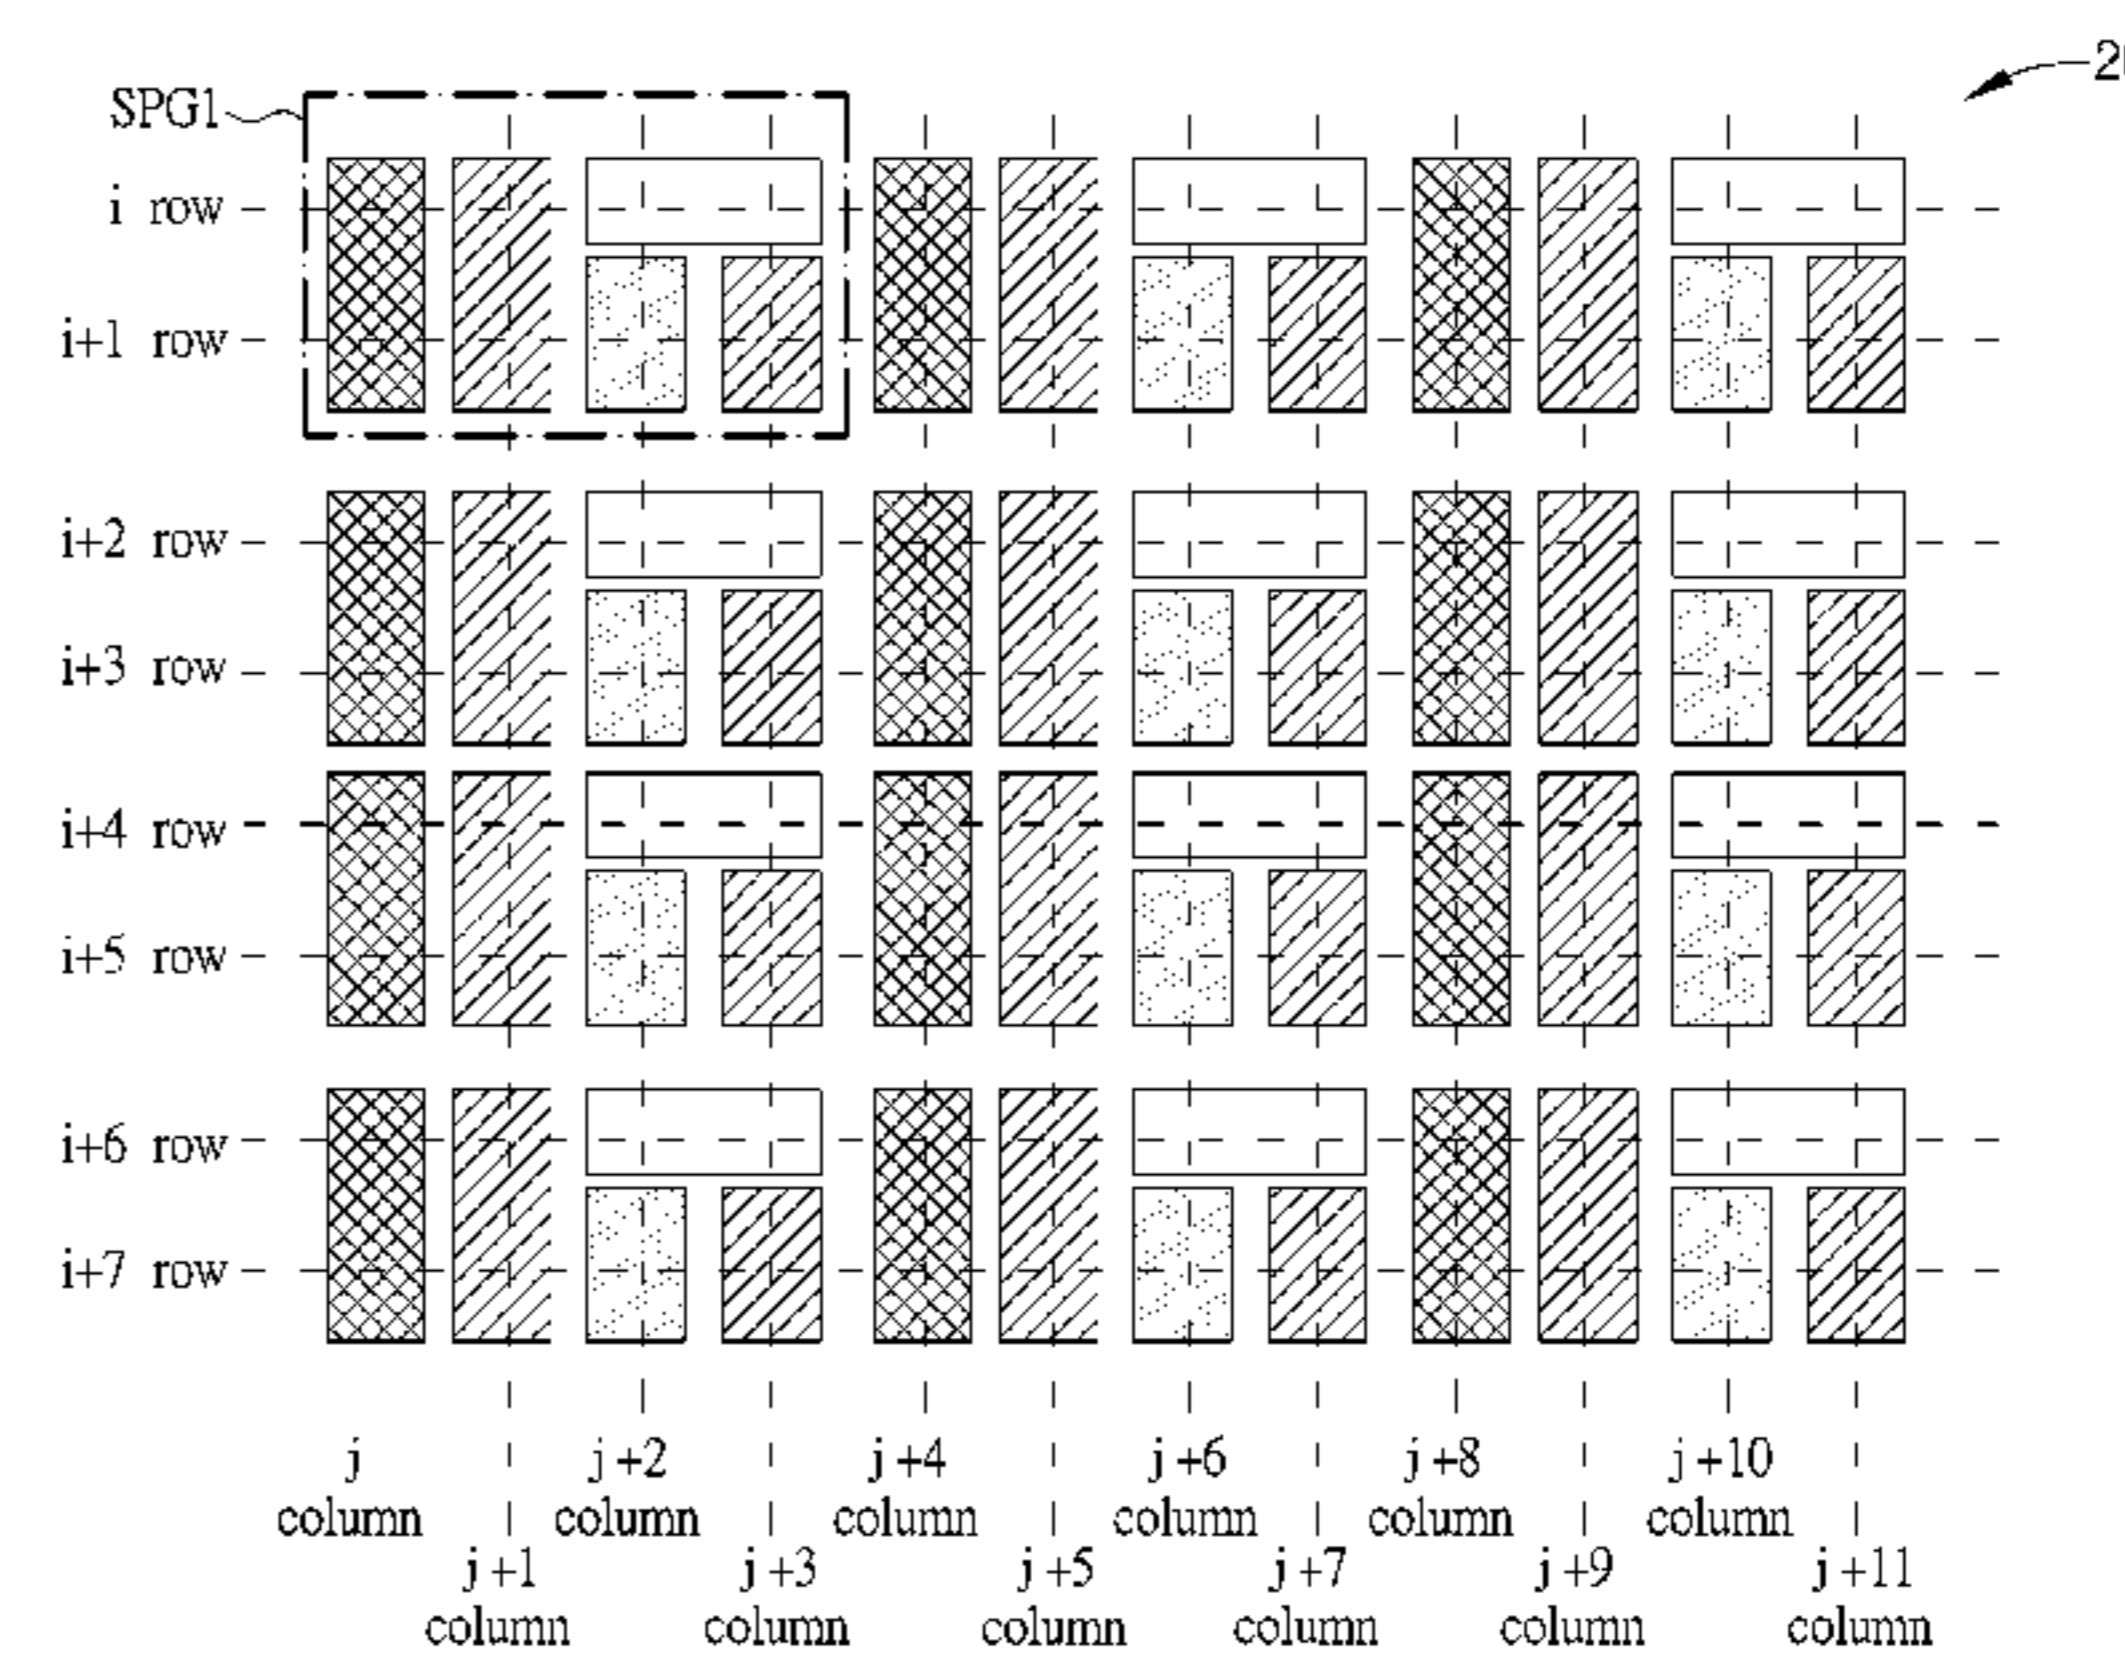 SPG1
i row
i+1 row
i+2 row
i+3 row
i+4 row
i+5 row
i+6 row
i+7 row
j j+2 j+4 j+6 j+8 j+10
column column column column column column
j+1 j+3 j+5 j+7 j+9 j+11
column column column column column column